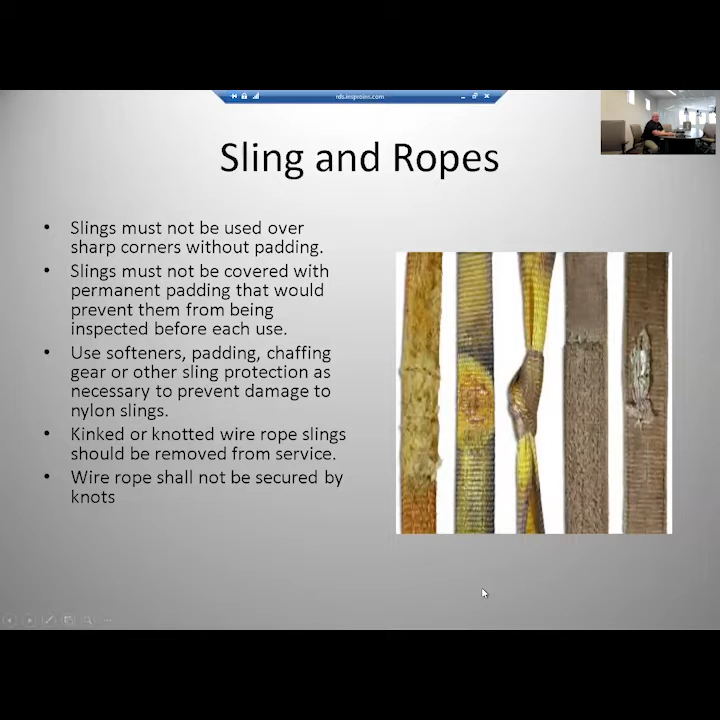 rds.insproins.com
Sling and Ropes
• Slings must not be used over
sharp corners without padding.
• Slings must not be covered with
permanent padding that would
prevent them from being
inspected before each use.
• Use softeners, padding, chaffing
gear or other sling protection as
necessary to prevent damage to
nylon slings.
• Kinked or knotted wire rope slings
should be removed from service.
• Wire rope shall not be secured by
knots